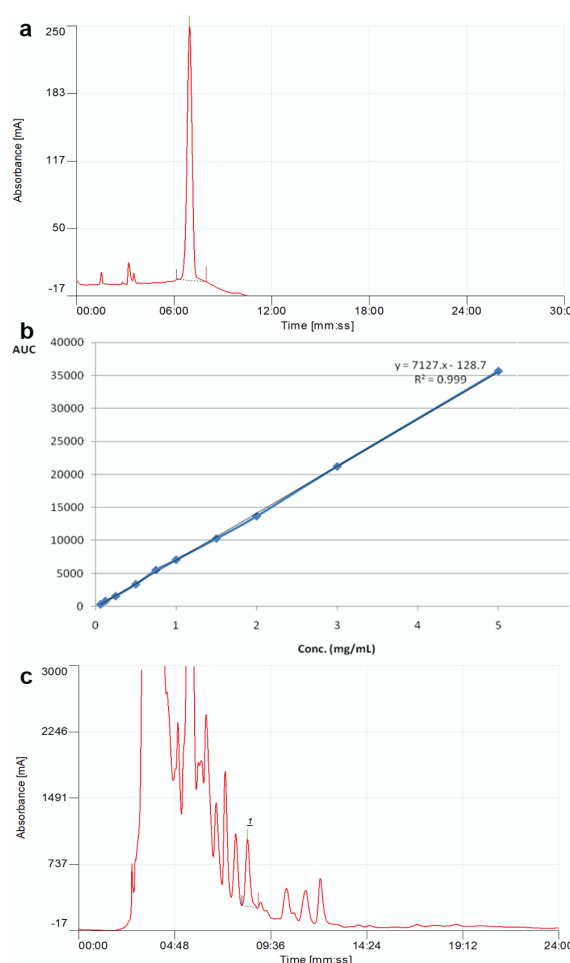 a
250
183
117
50
-17
Absorbance [mA]
00:00 06:00 12:00 18:00 24:00 30:0
Time [mm:ss]
b
AUC
40000
35000
30000
25000
20000
15000
10000
5000
0
y = 7127.x - 128.7
R² = 0.999
0 1 2 3 4 5
Conc. (mg/mL)
c
3000
2246
1491
737
-17
Absorbance [mA]
1
00:00 04:48 09:36 14:24 19:12 24:00
Time [mm:ss]